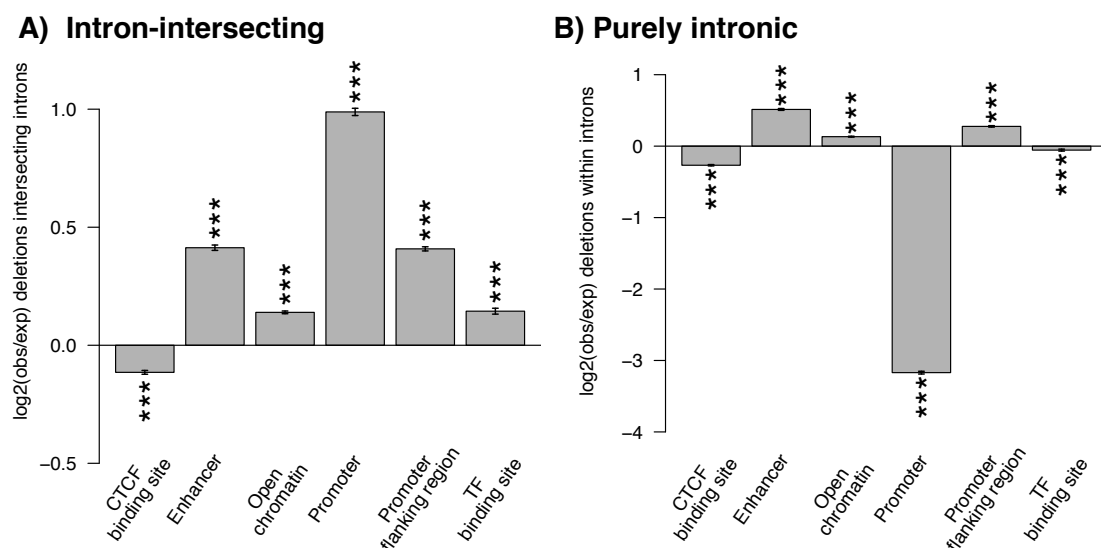 A) Intron-intersecting
log2(obs/exp) deletions intersecting introns
1.0
0.5
0.0
−0.5
***
***
***
***
***
***
CTCF
binding site
Enhancer
Open
chromatin
Promoter
Promoter
flanking region
TF
binding site
B) Purely intronic
log2(obs/exp) deletions within introns
1
0
−1
−2
−3
−4
***
***
***
***
***
***
CTCF
binding site
Enhancer
Open
chromatin
Promoter
Promoter
flanking region
TF
binding site